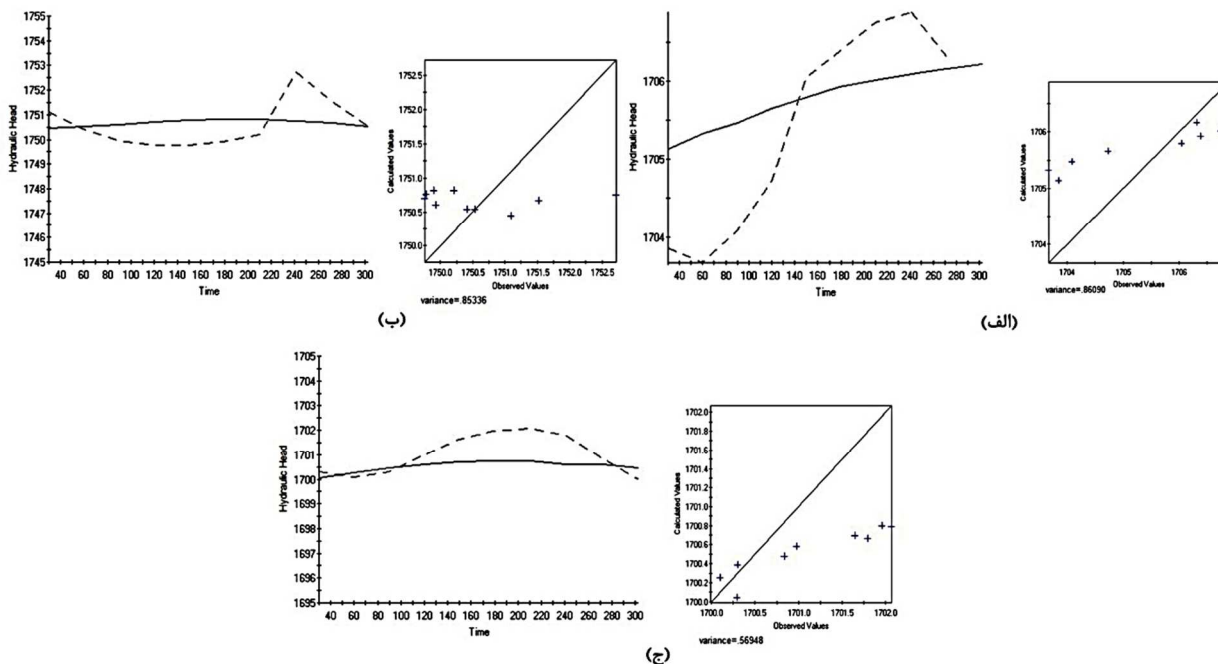 1755
1754
1753
1752
1751
1750
1749
1748
1747
1746
1745
Hydraulic Head
40 60 80 100 120 140 160 180 200 220 240 260 280 300
Time
1752.5
1752.0
1751.5
1751.0
1750.5
1750.0
Calculated Values
1750.0 1750.5 1751.0 1751.5 1752.0 1752.5
Observed Values
variance=.85336
(ب)
1706
1705
1704
Hydraulic Head
40 60 80 100 120 140 160 180 200 220 240 260 280 300
Time
1706
1705
1704
Calculated Values
1704 1705 1706
Observed Values
variance=.86090
(الف)
1705
1704
1703
1702
1701
1700
1699
1698
1697
1696
1695
Hydraulic Head
40 60 80 100 120 150 180 210 240 270 300
Time
1702.0
1701.8
1701.6
1701.4
1701.2
1701.0
1700.8
1700.6
1700.4
1700.2
1700.0
Calculated Values
1700.0 1700.5 1701.0 1701.5 1702.0
Observed Values
variance=.56948
(ج)